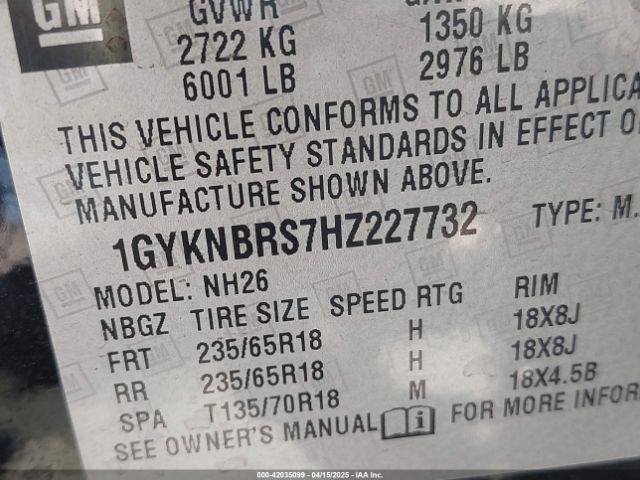 GM
GVWR
2722 KG 1350 KG
6001 LB 2976 LB
THIS VEHICLE CONFORMS TO ALL
VEHICLE SAFETY STANDARDS IN EFFECT
MANUFACTURE SHOWN ABOVE.
1GYKNBRS7HZ227732 TYPE: M.
MODEL: NH26
NBGZ TIRE SIZE SPEED RTG RIM
FRT 235/65R18 H 18X8J
RR 235/65R18 H 18X8J
SPA T135/70R18 M 18X4.5B
SEE OWNER'S MANUAL i FOR MORE
000-42035099 04/15/2025 IAA Inc.